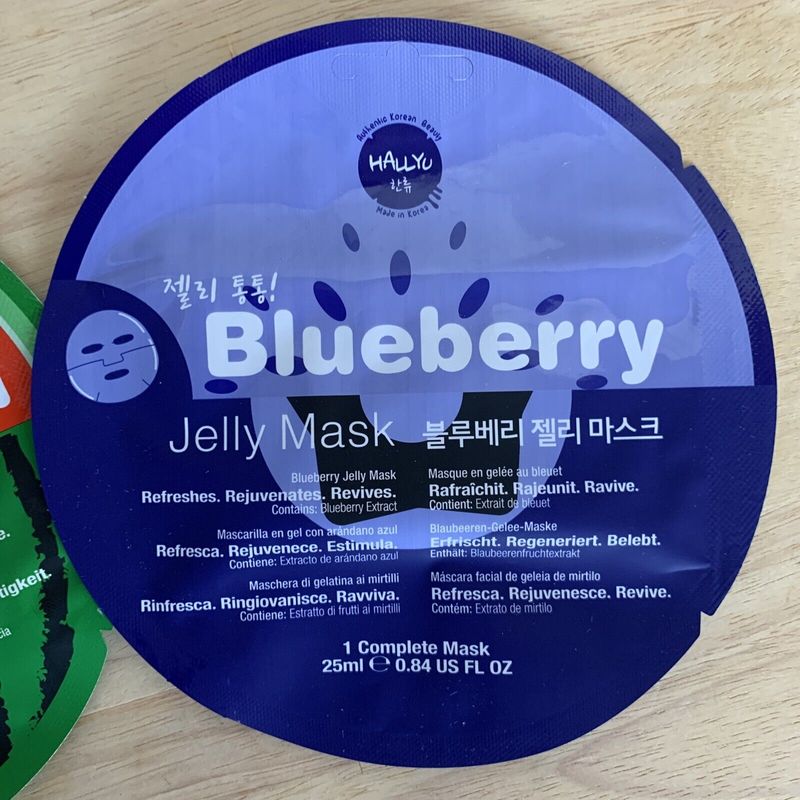 Authentic Korean Beauty
HALLYU
한류
Made in Korea
젤리 통통!
Blueberry
Jelly Mask 블루베리 젤리 마스크
Blueberry Jelly Mask
Refreshes. Rejuvenates. Revives.
Contains: Blueberry Extract
Masque en gelée au bleuet
Rafraîchit. Rajeunit. Ravive.
Contient: Extrait de bleuet
Mascarilla en gel con arándano azul
Refresca. Rejuvenece. Estimula.
Contiene: Extracto de arándano azul
Blaubeeren-Gelee-Maske
Erfrischt. Regeneriert. Belebt.
Enthält: Blaubeerenfruchtextrakt
Maschera di gelatina ai mirtilli
Rinfresca. Ringiovanisce. Ravviva.
Contiene: Estratto di frutti ai mirtilli
Máscara facial de geleia de mirtilo
Refresca. Rejuvenesce. Revive.
Contém: Extrato de mirtilo
1 Complete Mask
25ml ℮ 0.84 US FL OZ